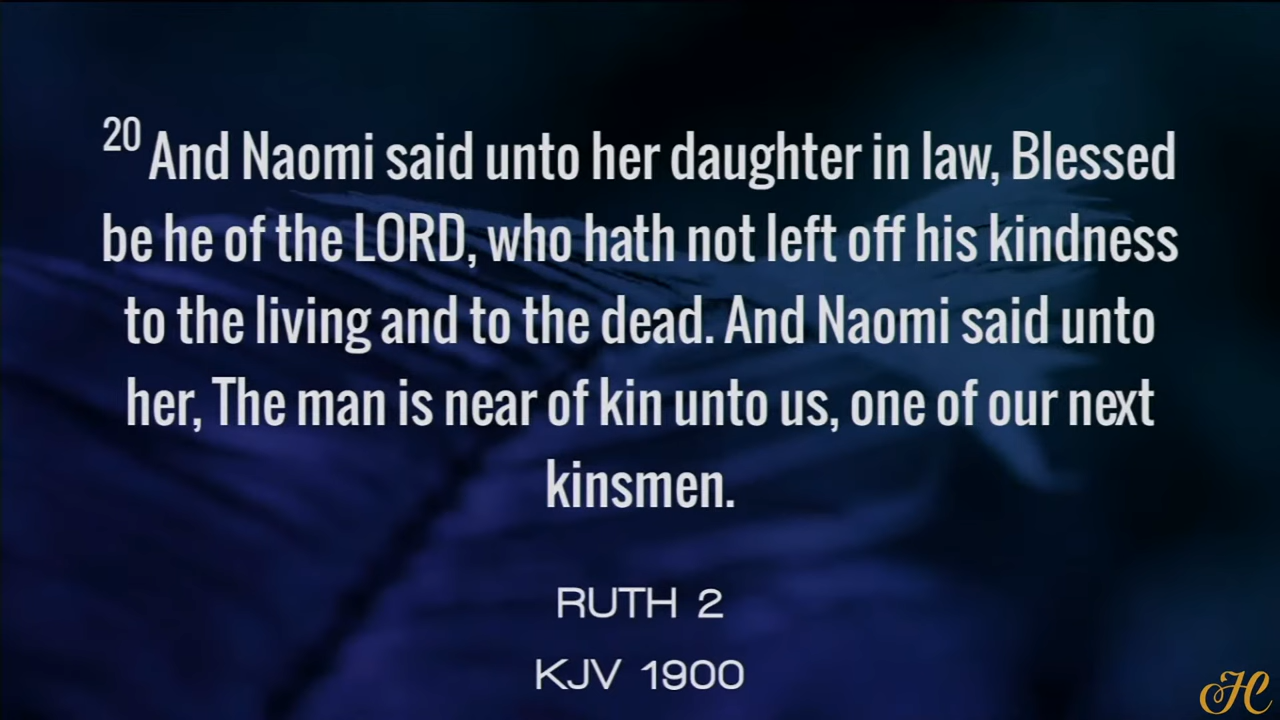 20 And Naomi said unto her daughter in law, Blessed
be he of the LORD, who hath not left off his kindness
to the living and to the dead. And Naomi said unto
her, The man is near of kin unto us, one of our next
kinsmen.
RUTH 2
KJV 1900
HC